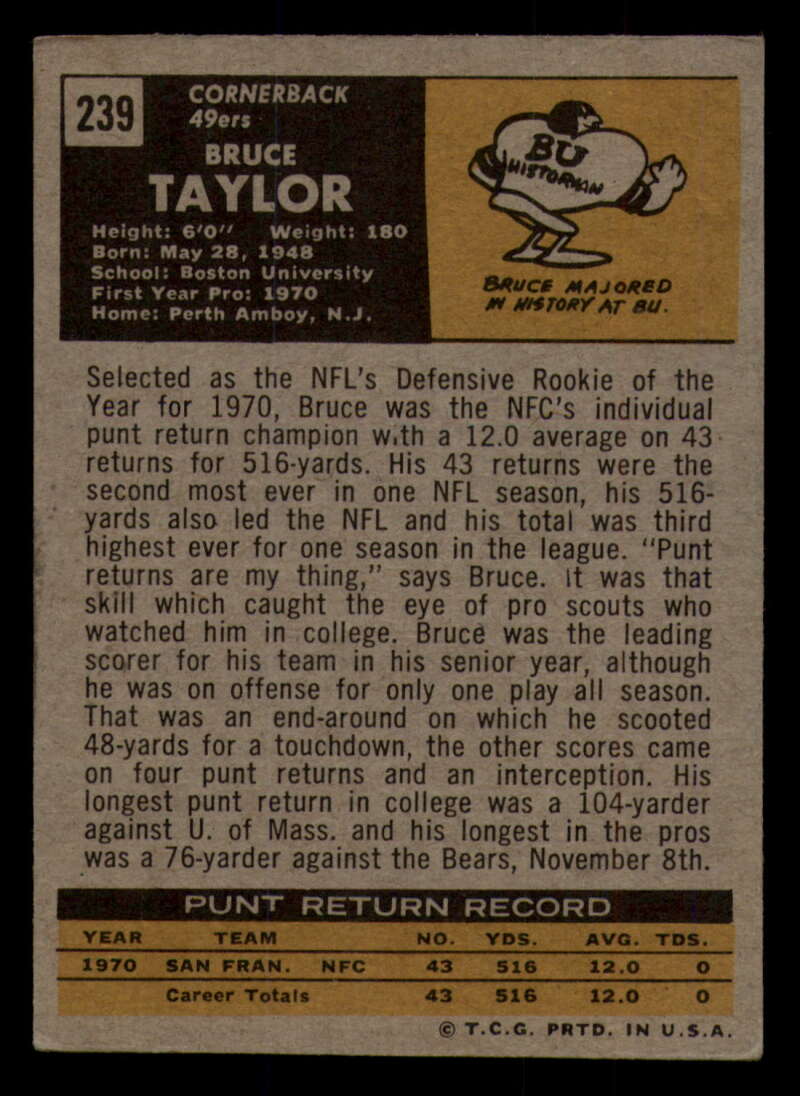 239
CORNERBACK
49ers
BRUCE
TAYLOR
Height: 6'0" Weight: 180
Born: May 28, 1948
School: Boston University
First Year Pro: 1970
Home: Perth Amboy, N.J.
BU
HISTORMAN
BRUCE MAJORED
IN HISTORY AT BU.
Selected as the NFL's Defensive Rookie of the
Year for 1970, Bruce was the NFC's individual
punt return champion with a 12.0 average on 43
returns for 516-yards. His 43 returns were the
second most ever in one NFL season, his 516-
yards also led the NFL and his total was third
highest ever for one season in the league. "Punt
returns are my thing," says Bruce. It was that
skill which caught the eye of pro scouts who
watched him in college. Bruce was the leading
scorer for his team in his senior year, although
he was on offense for only one play all season.
That was an end-around on which he scooted
48-yards for a touchdown, the other scores came
on four punt returns and an interception. His
longest punt return in college was a 104-yarder
against U. of Mass. and his longest in the pros
was a 76-yarder against the Bears, November 8th.
PUNT RETURN RECORD
YEAR TEAM NO. YDS. AVG. TDS.
1970 SAN FRAN. NFC 43 516 12.0 0
Career Totals 43 516 12.0 0
© T.C.G. PRTD. IN U.S.A.